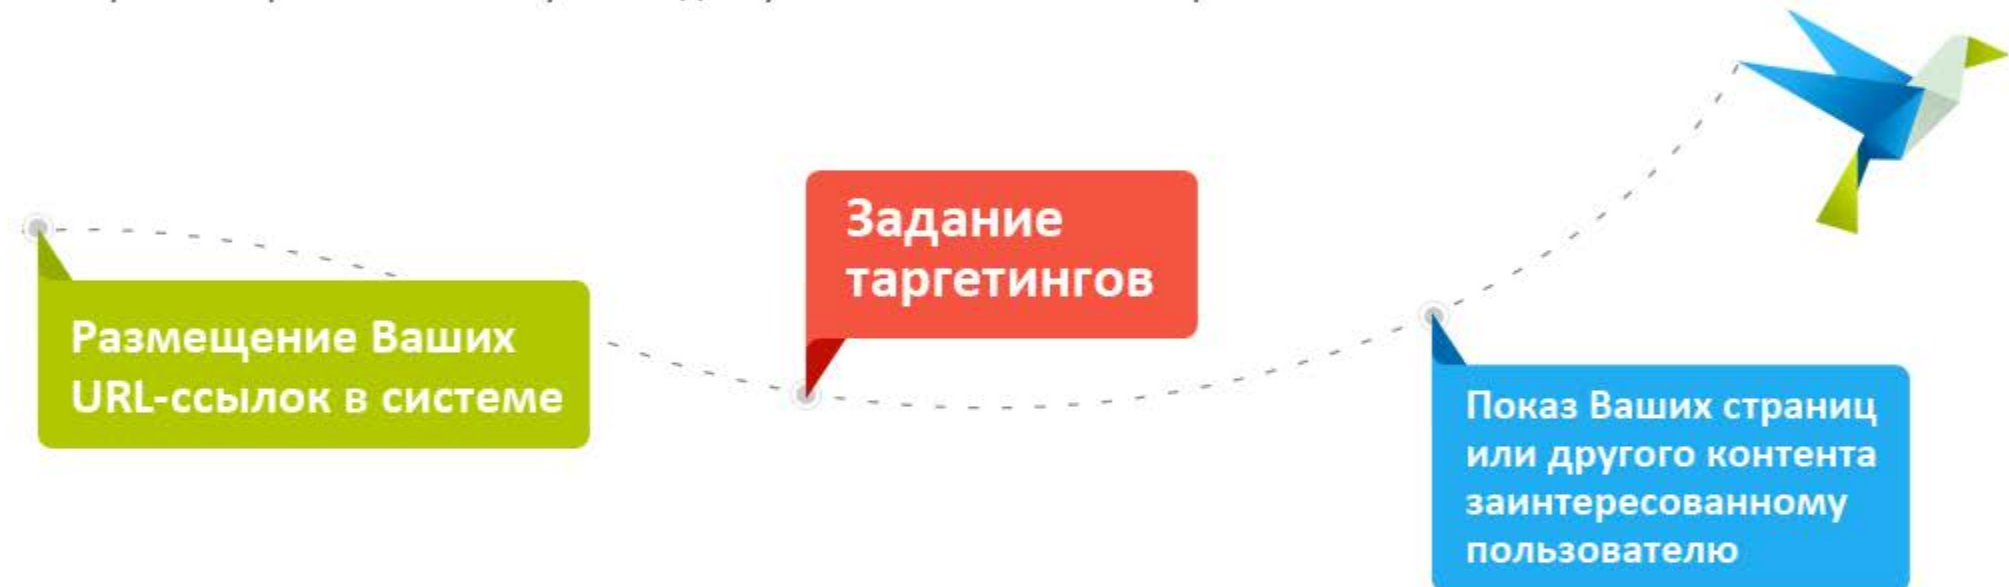 Размещение Ваших
URL-ссылок в системе
Задание
таргетингов
Показ Ваших страниц
или другого контента
заинтересованному
пользователю